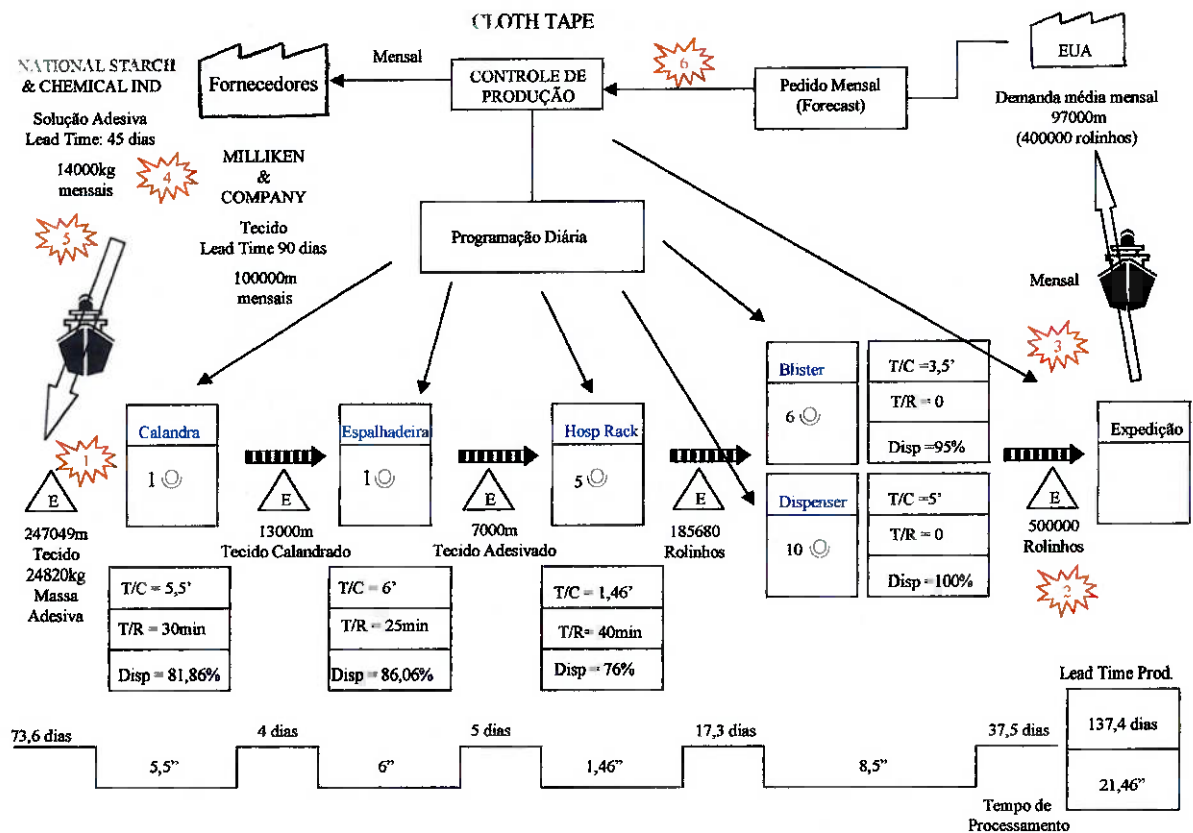 CLOTH TAPE
NATIONAL STARCH
& CHEMICAL IND
Solução Adesiva
Lead Time: 45 dias
14000kg
mensais
4
5
Fornecedores
Mensal
MILLIKEN
&
COMPANY
Tecido
Lead Time 90 dias
100000m
mensais
CONTROLE DE
PRODUÇÃO
6
Pedido Mensal
(Forecast)
EUA
Demanda média mensal
97000m
(400000 rolinhos)
Programação Diária
Mensal
3
1
E
247049m
Tecido
24820kg
Massa
Adesiva
Calandra
1
T/C = 5,5’
T/R = 30min
Disp = 81,86%
E
13000m
Tecido Calandrado
Espalhadeira
1
T/C = 6’
T/R = 25min
Disp = 86,06%
E
7000m
Tecido Adesivado
Hosp Rack
5
T/C = 1,46’
T/R= 40min
Disp = 76%
E
185680
Rolinhos
Blister
6
T/C =3,5’
T/R = 0
Disp =95%
Dispenser
10
T/C =5’
T/R = 0
Disp =100%
E
500000
Rolinhos
2
Expedição
73,6 dias
5,5”
4 dias
6”
5 dias
1,46”
17,3 dias
8,5”
37,5 dias
Lead Time Prod.
137,4 dias
21,46”
Tempo de
Processamento